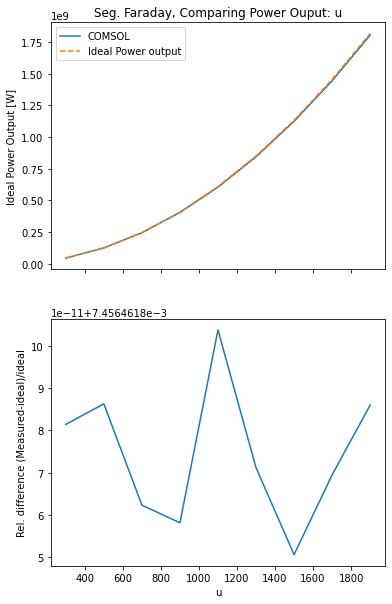 Seg. Faraday, Comparing Power Ouput: u
1e9
COMSOL
Ideal Power output
1.75
1.50
1.25
1.00
0.75
0.50
0.25
0.00
Ideal Power Output [W]
1e-11+7.4564618e-3
10
9
8
7
6
5
Rel. difference (Measured-ideal)/ideal
400 600 800 1000 1200 1400 1600 1800
u